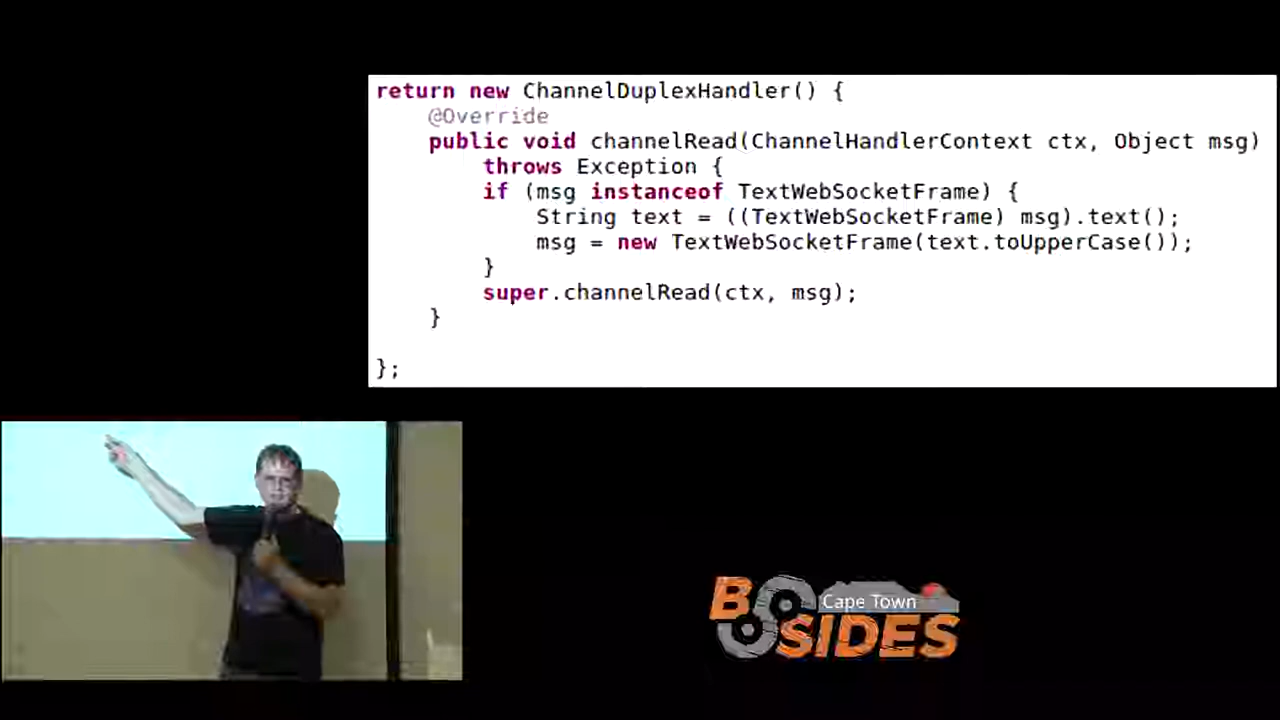 return new ChannelDuplexHandler() {
    @Override
    public void channelRead(ChannelHandlerContext ctx, Object msg)
        throws Exception {
        if (msg instanceof TextWebSocketFrame) {
            String text = ((TextWebSocketFrame) msg).text();
            msg = new TextWebSocketFrame(text.toUpperCase());
        }
        super.channelRead(ctx, msg);
    }
};
BSIDES
Cape Town